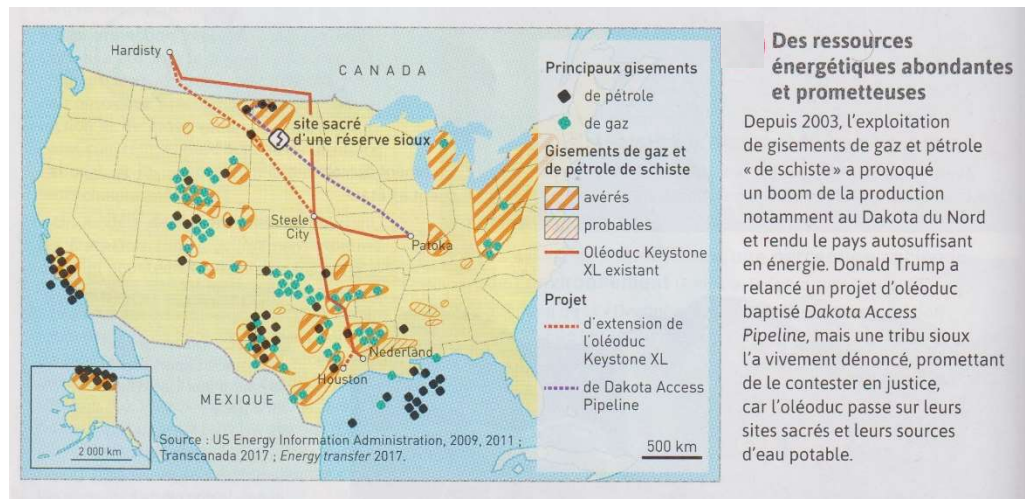 Hardisty
CANADA
site sacré
d'une réserve sioux
Steele
City
Patoka
Nederland
Houston
MEXIQUE
2 000 km
Source : US Energy Information Administration, 2009, 2011 ;
Transcanada 2017 ; Energy transfer 2017.
Principaux gisements
de pétrole
de gaz
Gisements de gaz et
de pétrole de schiste
avérés
probables
Oléoduc Keystone
XL existant
Projet
d'extension de
l'oléoduc
Keystone XL
de Dakota Access
Pipeline
500 km
Des ressources
énergétiques abondantes
et prometteuses
Depuis 2003, l'exploitation
de gisements de gaz et pétrole
« de schiste » a provoqué
un boom de la production
notamment au Dakota du Nord
et rendu le pays autosuffisant
en énergie. Donald Trump a
relancé un projet d'oléoduc
baptisé Dakota Access
Pipeline, mais une tribu sioux
l'a vivement dénoncé, promettant
de le contester en justice,
car l'oléoduc passe sur leurs
sites sacrés et leurs sources
d'eau potable.